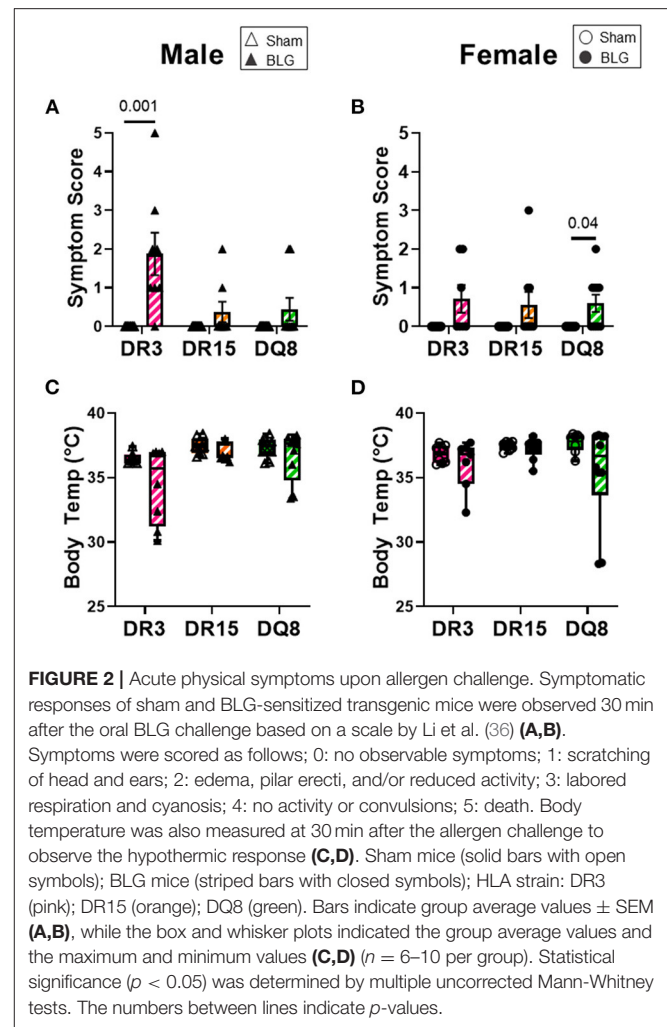 Male
Sham
BLG
Female
Sham
BLG
A
0.001
Symptom Score
5
4
3
2
1
0
DR3 DR15 DQ8
B
0.04
Symptom Score
5
4
3
2
1
0
DR3 DR15 DQ8
C
Body Temp (°C)
40
35
30
25
DR3 DR15 DQ8
D
Body Temp (°C)
40
35
30
25
DR3 DR15 DQ8
FIGURE 2 | Acute physical symptoms upon allergen challenge. Symptomatic
responses of sham and BLG-sensitized transgenic mice were observed 30 min
after the oral BLG challenge based on a scale by Li et al. (36) (A,B).
Symptoms were scored as follows; 0: no observable symptoms; 1: scratching
of head and ears; 2: edema, pilar erecti, and/or reduced activity; 3: labored
respiration and cyanosis; 4: no activity or convulsions; 5: death. Body
temperature was also measured at 30 min after the allergen challenge to
observe the hypothermic response (C,D). Sham mice (solid bars with open
symbols); BLG mice (striped bars with closed symbols); HLA strain: DR3
(pink); DR15 (orange); DQ8 (green). Bars indicate group average values ± SEM
(A,B), while the box and whisker plots indicated the group average values and
the maximum and minimum values (C,D) (n = 6–10 per group). Statistical
significance (p < 0.05) was determined by multiple uncorrected Mann-Whitney
tests. The numbers between lines indicate p-values.